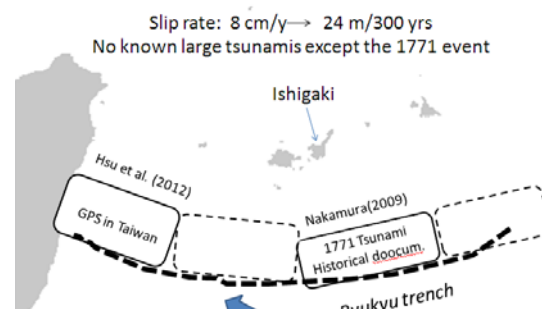 Slip rate:  8 cm/y→ 24 m/300 yrs
No known large tsunamis except the 1771 event
Ishigaki
Hsu et al. (2012)
GPS in Taiwan
Nakamura(2009)
1771 Tsunami
Historical doocum.
Ryukyu trench